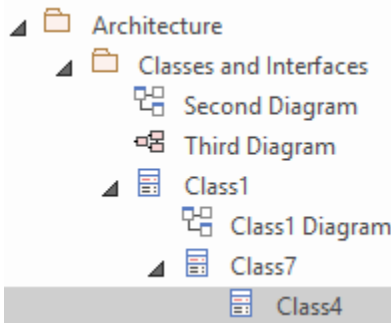 Architecture
Classes and Interfaces
Second Diagram
Third Diagram
Class1
Class1 Diagram
Class7
Class4